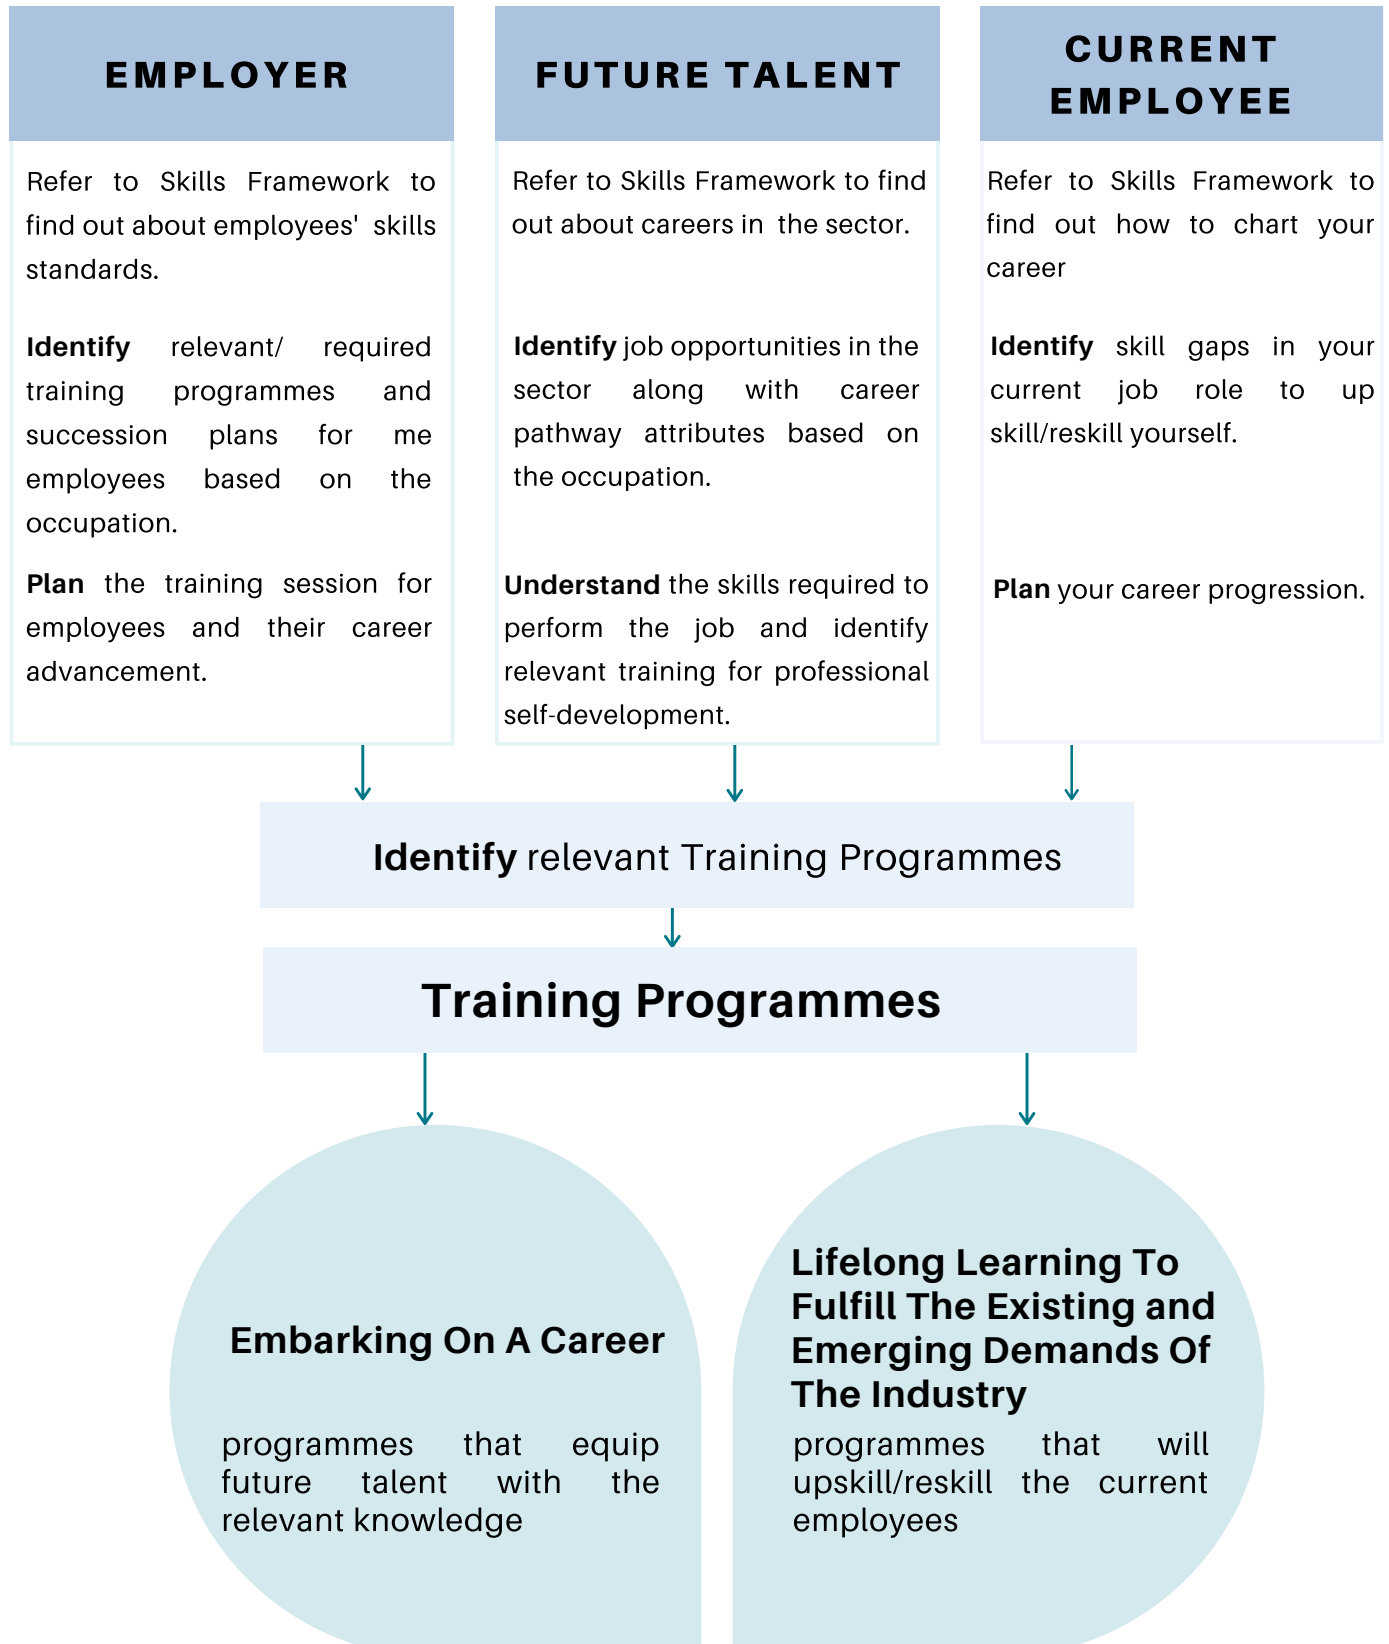 EMPLOYER
Refer to Skills Framework to
find out about employees' skills
standards.
Identify relevant/ required
training programmes and
succession plans for me
employees based on the
occupation.
Plan the training session for
employees and their career
advancement.
FUTURE TALENT
Refer to Skills Framework to find
out about careers in the sector.
Identify job opportunities in the
sector along with career
pathway attributes based on
the occupation.
Understand the skills required to
perform the job and identify
relevant training for professional
self-development.
CURRENT
EMPLOYEE
Refer to Skills Framework to
find out how to chart your
career
Identify skill gaps in your
current job role to up
skill/reskill yourself.
Plan your career progression.
Identify relevant Training Programmes
Training Programmes
Embarking On A Career
programmes that equip
future talent with the
relevant knowledge
Lifelong Learning To
Fulfill The Existing and
Emerging Demands Of
The Industry
programmes that will
upskill/reskill the current
employees